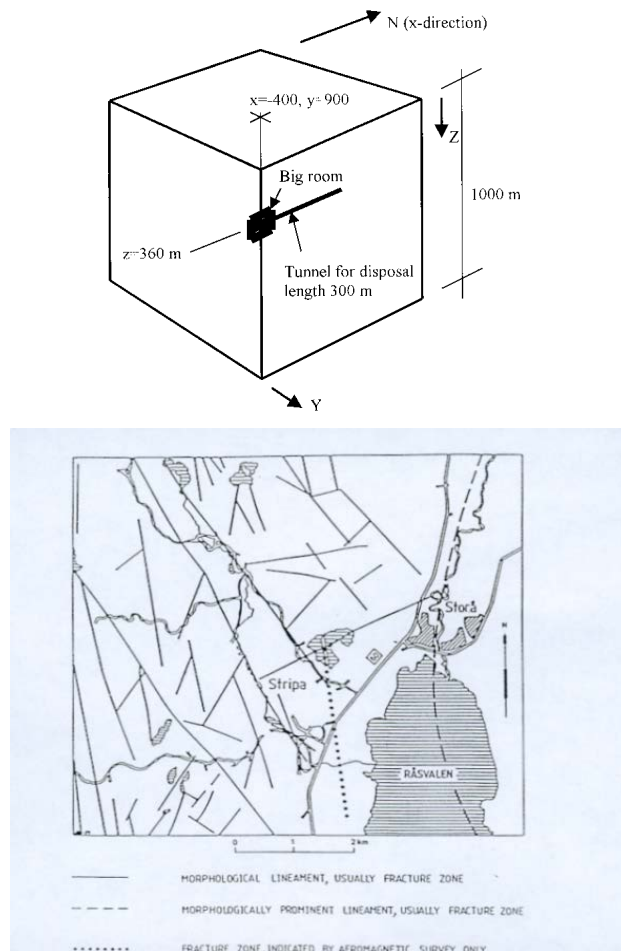 N (x-direction)
x=-400, y=900
Z
Big room
1000 m
z=360 m
Tunnel for disposal
length 300 m
Y
Storå
N
Stripa
RÅSVALEN
0 1 2 km
MORPHOLOGICAL LINEAMENT, USUALLY FRACTURE ZONE
MORPHOLOGICALLY PROMINENT LINEAMENT, USUALLY FRACTURE ZONE
FRACTURE ZONE INDICATED BY AEROMAGNETIC SURVEY ONLY